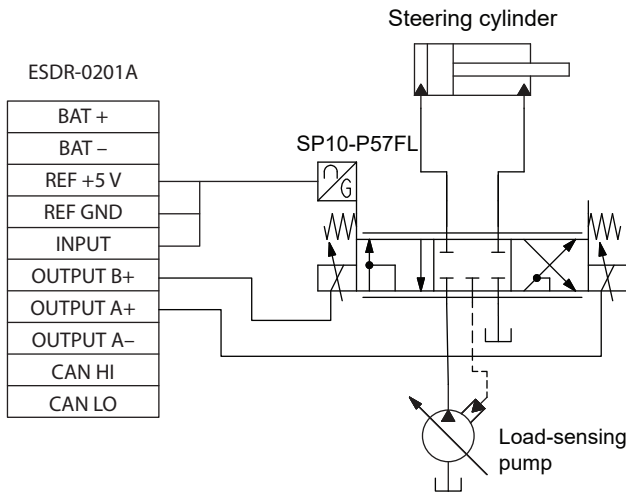 Steering cylinder
ESDR-0201A
BAT +
BAT –
REF +5 V
REF GND
INPUT
OUTPUT B+
OUTPUT A+
OUTPUT A–
CAN HI
CAN LO
SP10-P57FL
G
Load-sensing
pump